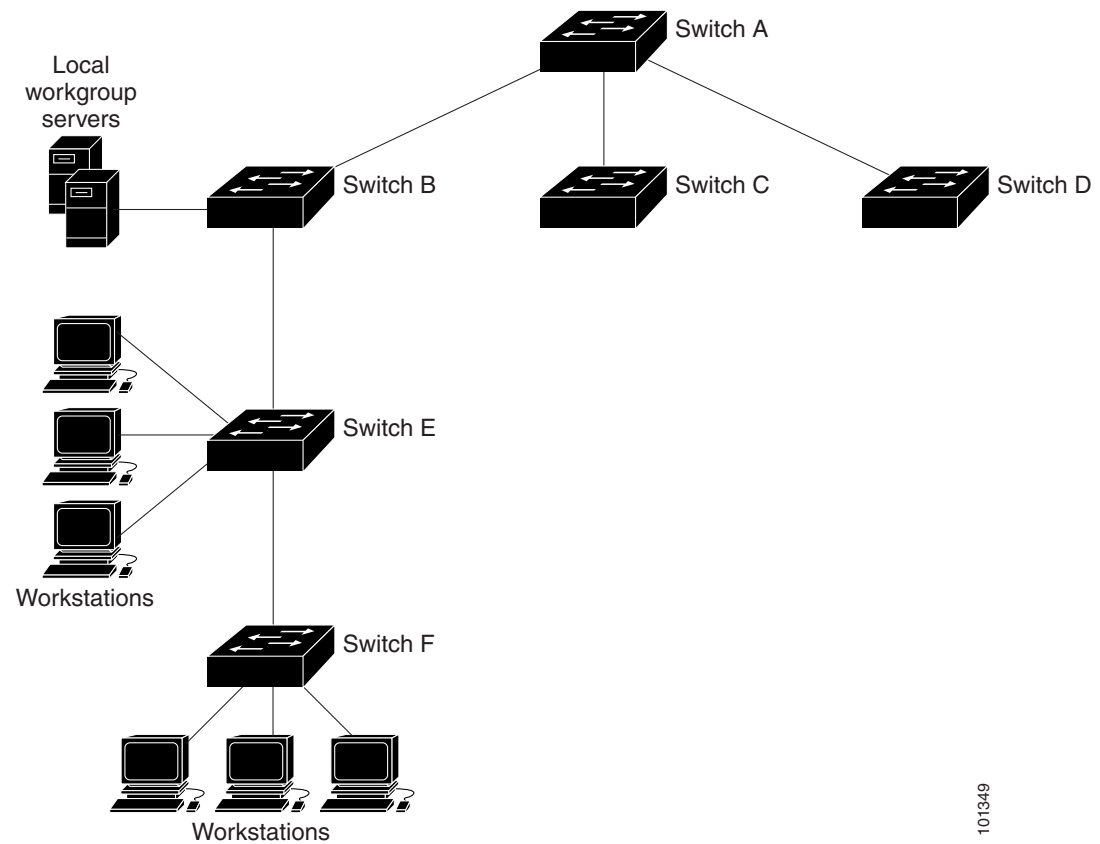 Switch A
Local
workgroup
servers
Switch B
Switch C
Switch D
Switch E
Workstations
Switch F
Workstations
101349